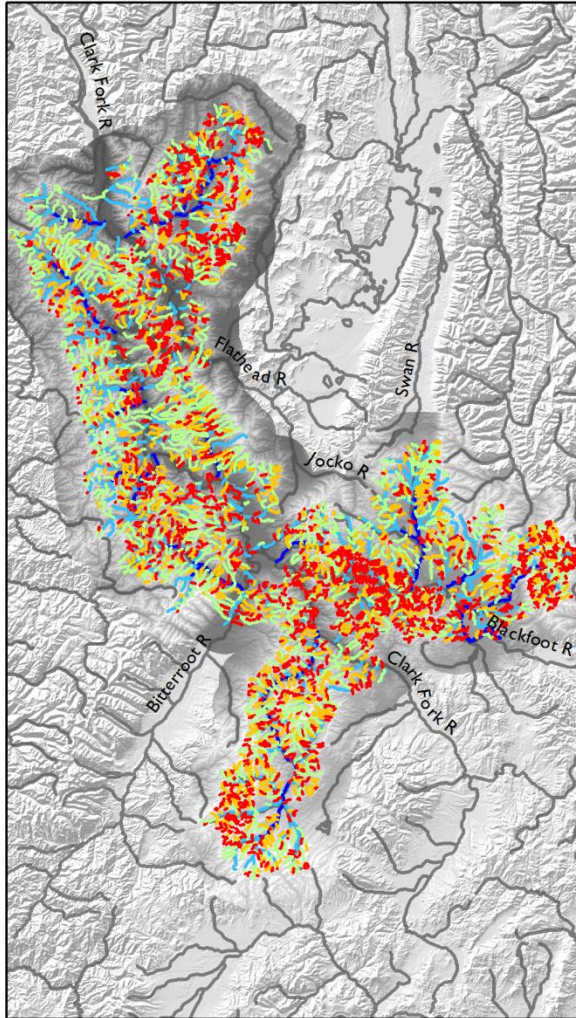 Clark Fork R
Flathead R
Swan R
Jocko R
Blackfoot R
Bitterroot R
Clark Fork R